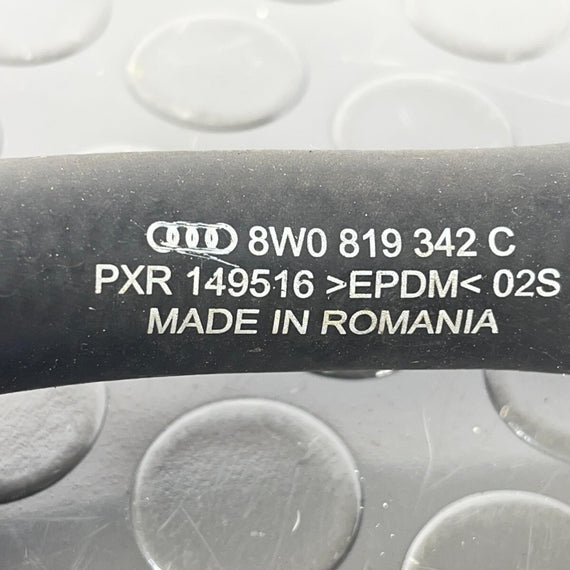 8W0 819 342 C
PXR 149516 >EPDM< 02S
MADE IN ROMANIA